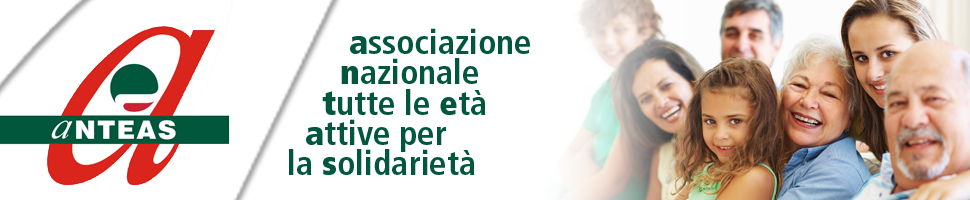 aNTEAS
associazione
nazionale
tutte le età
attive per
la solidarietà